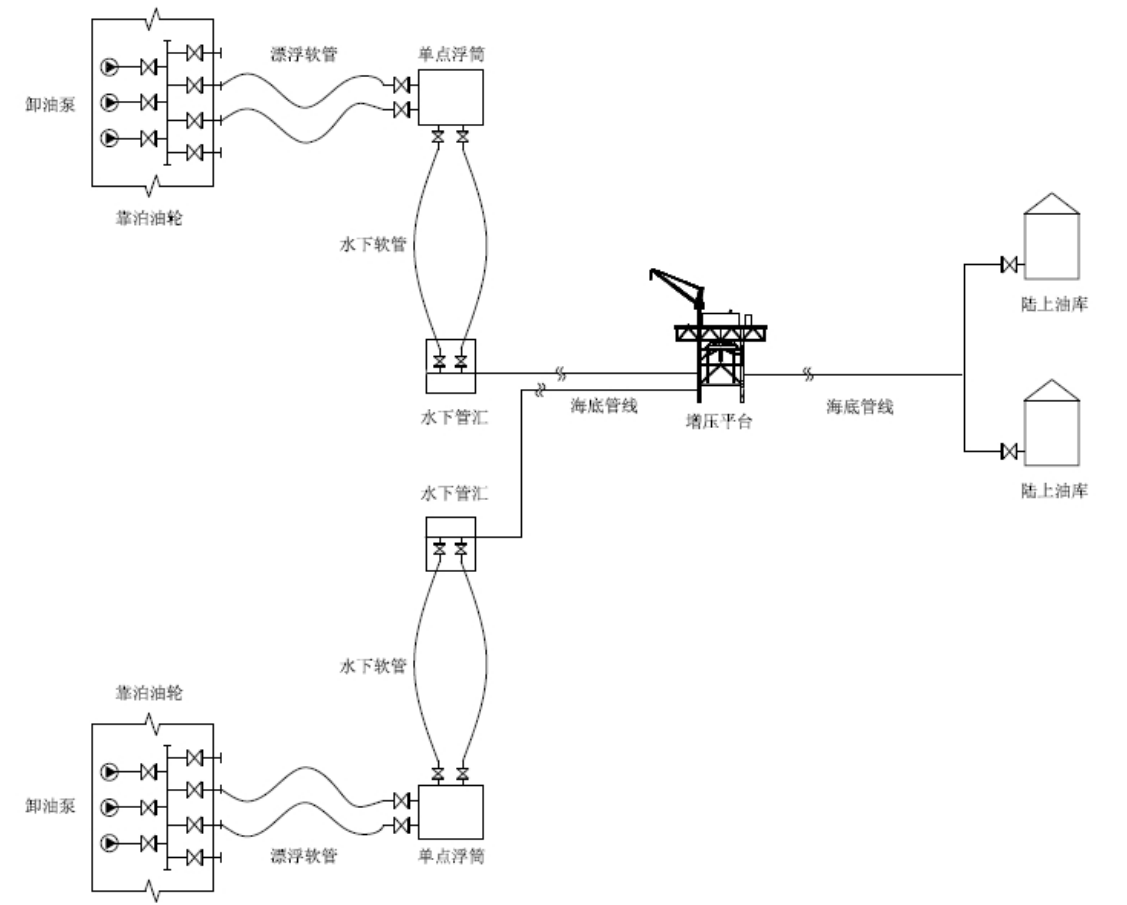 漂浮软管
单点浮筒
卸油泵
靠泊油轮
水下软管
陆上油库
水下管汇
海底管线
增压平台
海底管线
水下管汇
陆上油库
水下软管
靠泊油轮
卸油泵
漂浮软管
单点浮筒